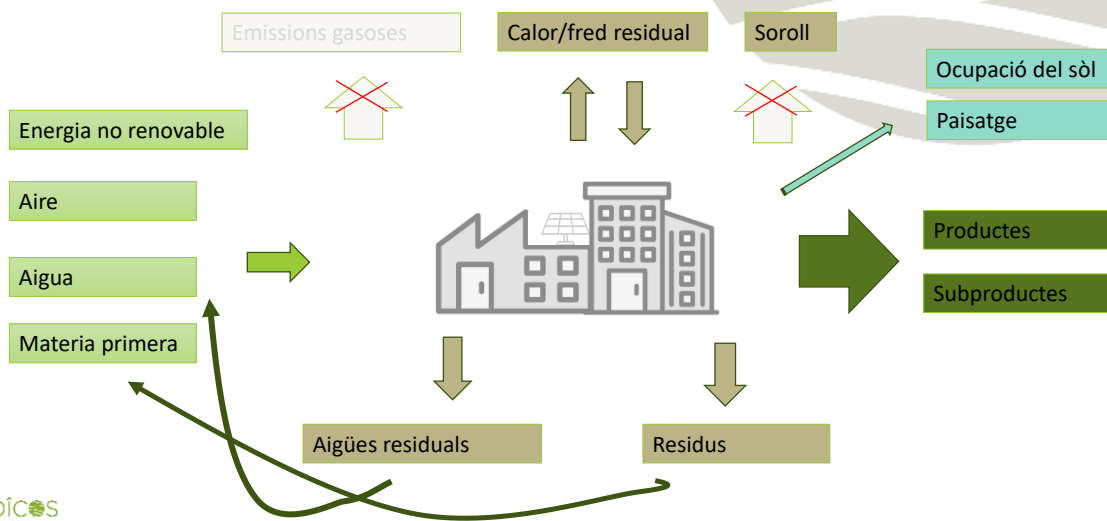 Emissions gasoses
Calor/fred residual
Soroll
Ocupació del sòl
Paisatge
Energia no renovable
Aire
Aigua
Materia primera
Productes
Subproductes
Aigües residuals
Residus